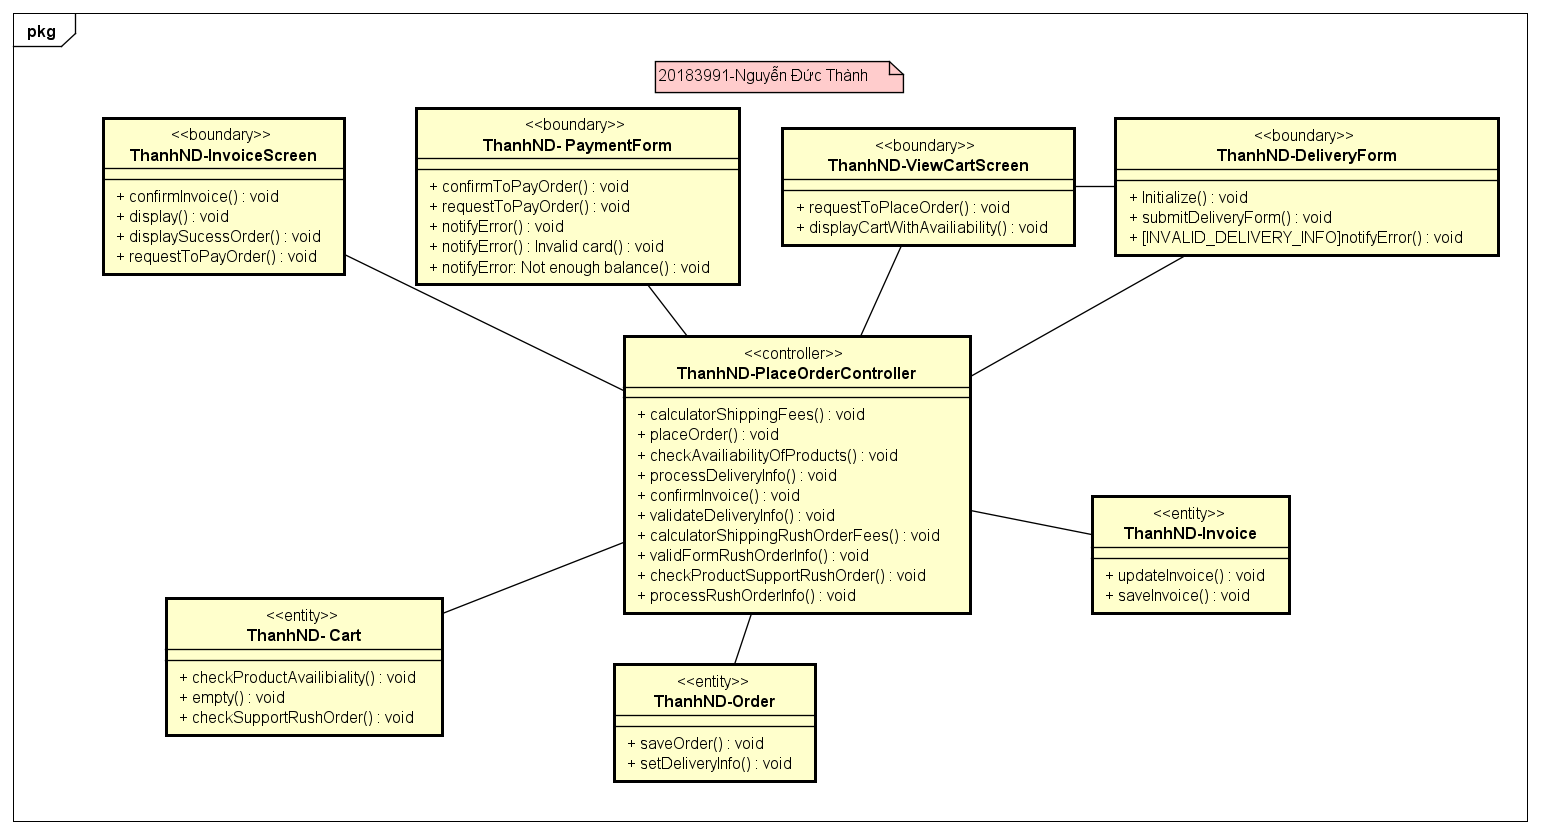 pkg
20183991-Nguyễn Đức Thành
<<boundary>>
ThanhND-InvoiceScreen
+ confirmInvoice() : void
+ display() : void
+ displaySucessOrder() : void
+ requestToPayOrder() : void
<<boundary>>
ThanhND- PaymentForm
+ confirmToPayOrder() : void
+ requestToPayOrder() : void
+ notifyError() : void
+ notifyError() : Invalid card() : void
+ notifyError: Not enough balance() : void
<<boundary>>
ThanhND-ViewCartScreen
+ requestToPlaceOrder() : void
+ displayCartWithAvailiability() : void
<<boundary>>
ThanhND-DeliveryForm
+ Initialize() : void
+ submitDeliveryForm() : void
+ [INVALID_DELIVERY_INFO]notifyError() : void
<<controller>>
ThanhND-PlaceOrderController
+ calculatorShippingFees() : void
+ placeOrder() : void
+ checkAvailiabilityOfProducts() : void
+ processDeliveryInfo() : void
+ confirmInvoice() : void
+ validateDeliveryInfo() : void
+ calculatorShippingRushOrderFees() : void
+ validFormRushOrderInfo() : void
+ checkProductSupportRushOrder() : void
+ processRushOrderInfo() : void
<<entity>>
ThanhND-Invoice
+ updateInvoice() : void
+ saveInvoice() : void
<<entity>>
ThanhND- Cart
+ checkProductAvailibiality() : void
+ empty() : void
+ checkSupportRushOrder() : void
<<entity>>
ThanhND-Order
+ saveOrder() : void
+ setDeliveryInfo() : void